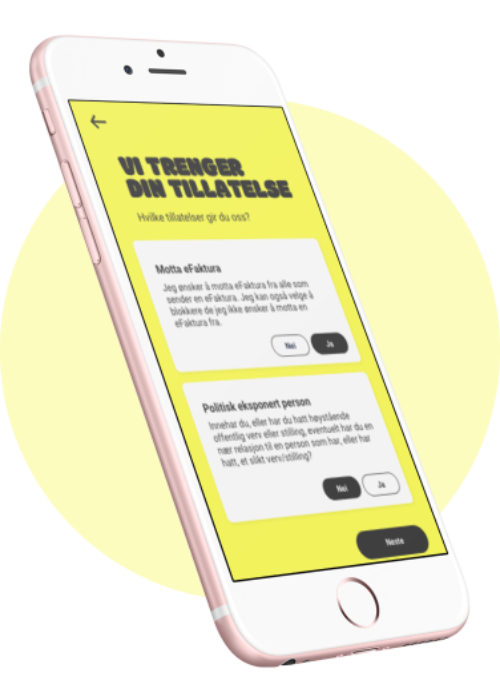 VI TRENGER
DIN TILLATELSE
Hvilke tillatelser gir du oss?
Motta eFaktura
Jeg ønsker å motta eFaktura fra alle som
sender en eFaktura. Jeg kan også velge å
blokkere de jeg ikke ønsker å motta en
eFaktura fra.
Nei Ja
Politisk eksponert person
Innehar du, eller har du hatt høystående
offentlig verv eller stilling, eventuelt har du en
nær relasjon til en person som har, eller har
hatt, et slikt verv/stilling?
Nei Ja
Neste